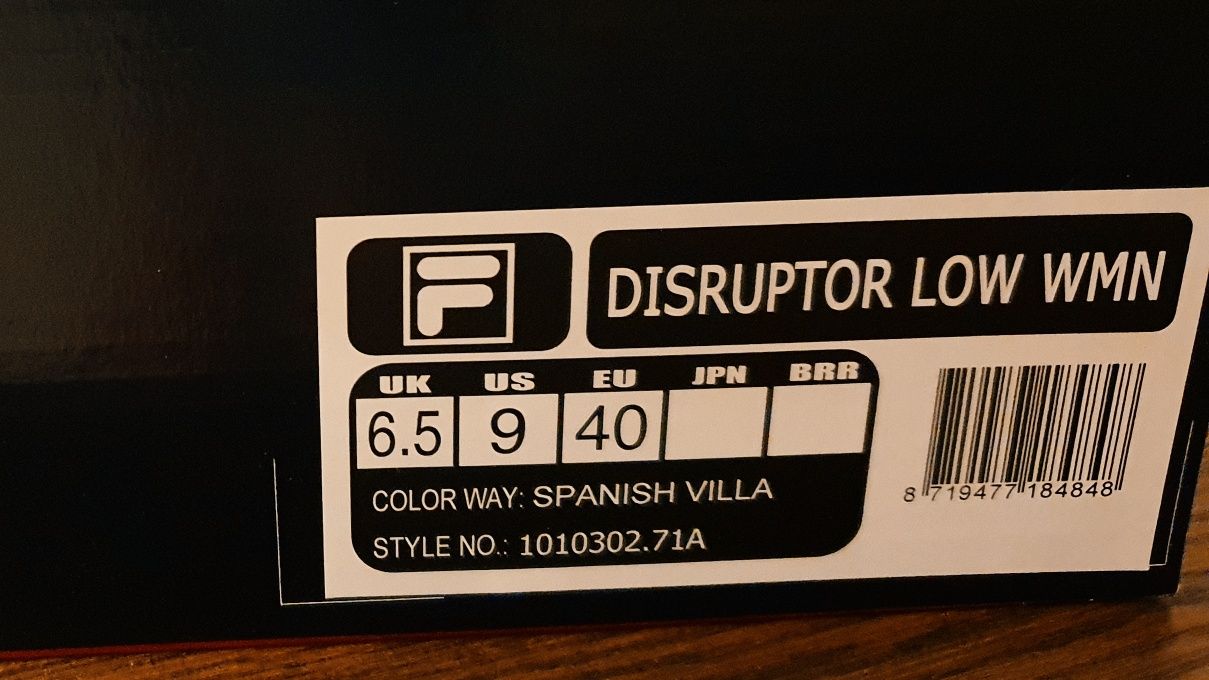 F
DISRUPTOR LOW WMN
UK US EU JPN BRR
6.5 9 40
COLOR WAY: SPANISH VILLA
STYLE NO.: 1010302.71A
8 719477 184848